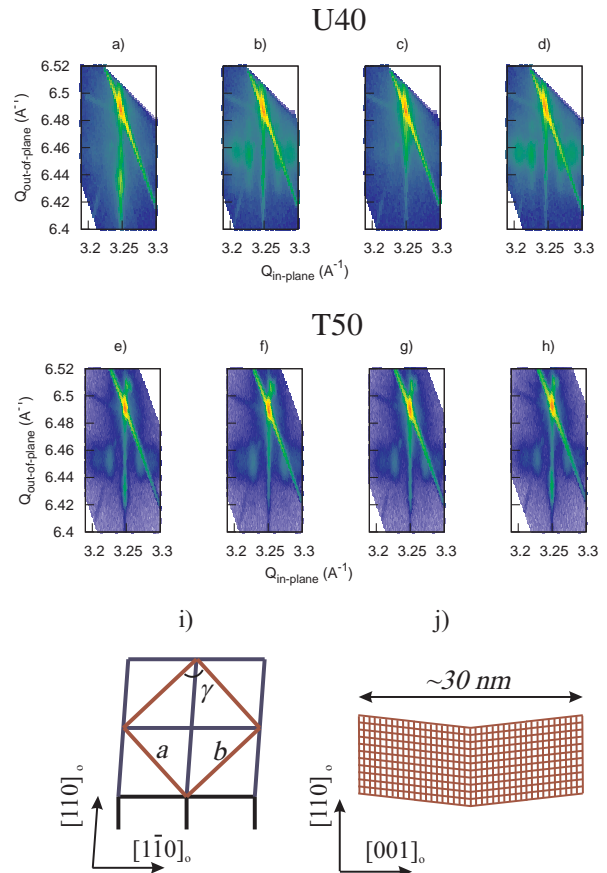 U40
a) b) c) d)
6.52
6.5
6.48
6.46
6.44
6.42
6.4
Qout-of-plane (A⁻¹)
3.2 3.25 3.3 3.2 3.25 3.3 3.2 3.25 3.3 3.2 3.25 3.3
Qin-plane (A⁻¹)
T50
e) f) g) h)
6.52
6.5
6.48
6.46
6.44
6.42
6.4
Qout-of-plane (A⁻¹)
3.2 3.25 3.3 3.2 3.25 3.3 3.2 3.25 3.3 3.2 3.25 3.3
Qin-plane (A⁻¹)
i) j)
γ
a b
[110]o
[11̄0]o
~30 nm
[110]o
[001]o